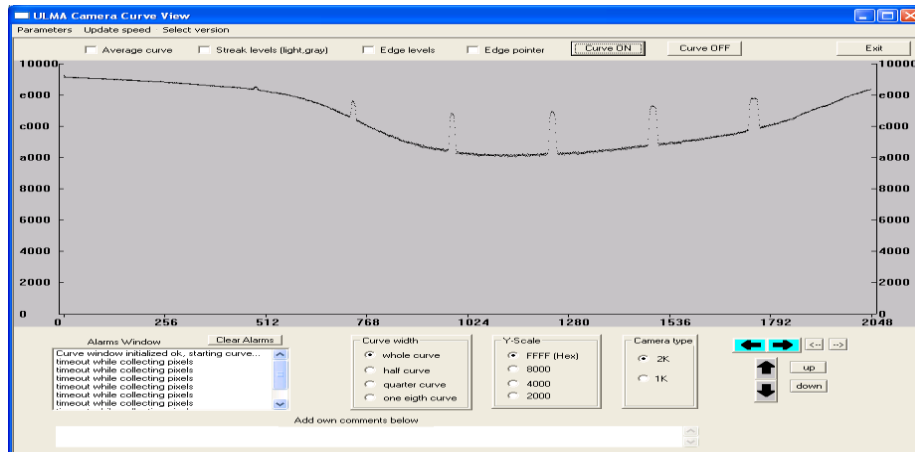 ULMA Camera Curve View
Parameters Update speed Select version
Average curve Streak levels (light,gray) Edge levels Edge pointer Curve ON Curve OFF Exit
10000 10000
e000 e000
c000 c000
a000 a000
8000 8000
6000 6000
4000 4000
2000 2000
0 0
0 256 512 768 1024 1280 1536 1792 2048
Alarms Window Clear Alarms Curve width Y-Scale Camera type
Curve window initialized ok, starting curve... whole curve FFFF (Hex) 2K <-- -->
timeout while collecting pixels half curve 8000 up
timeout while collecting pixels quarter curve 4000 1K
timeout while collecting pixels one eigth curve 2000 down
timeout while collecting pixels
timeout while collecting pixels
timeout while collecting pixels
Add own comments below